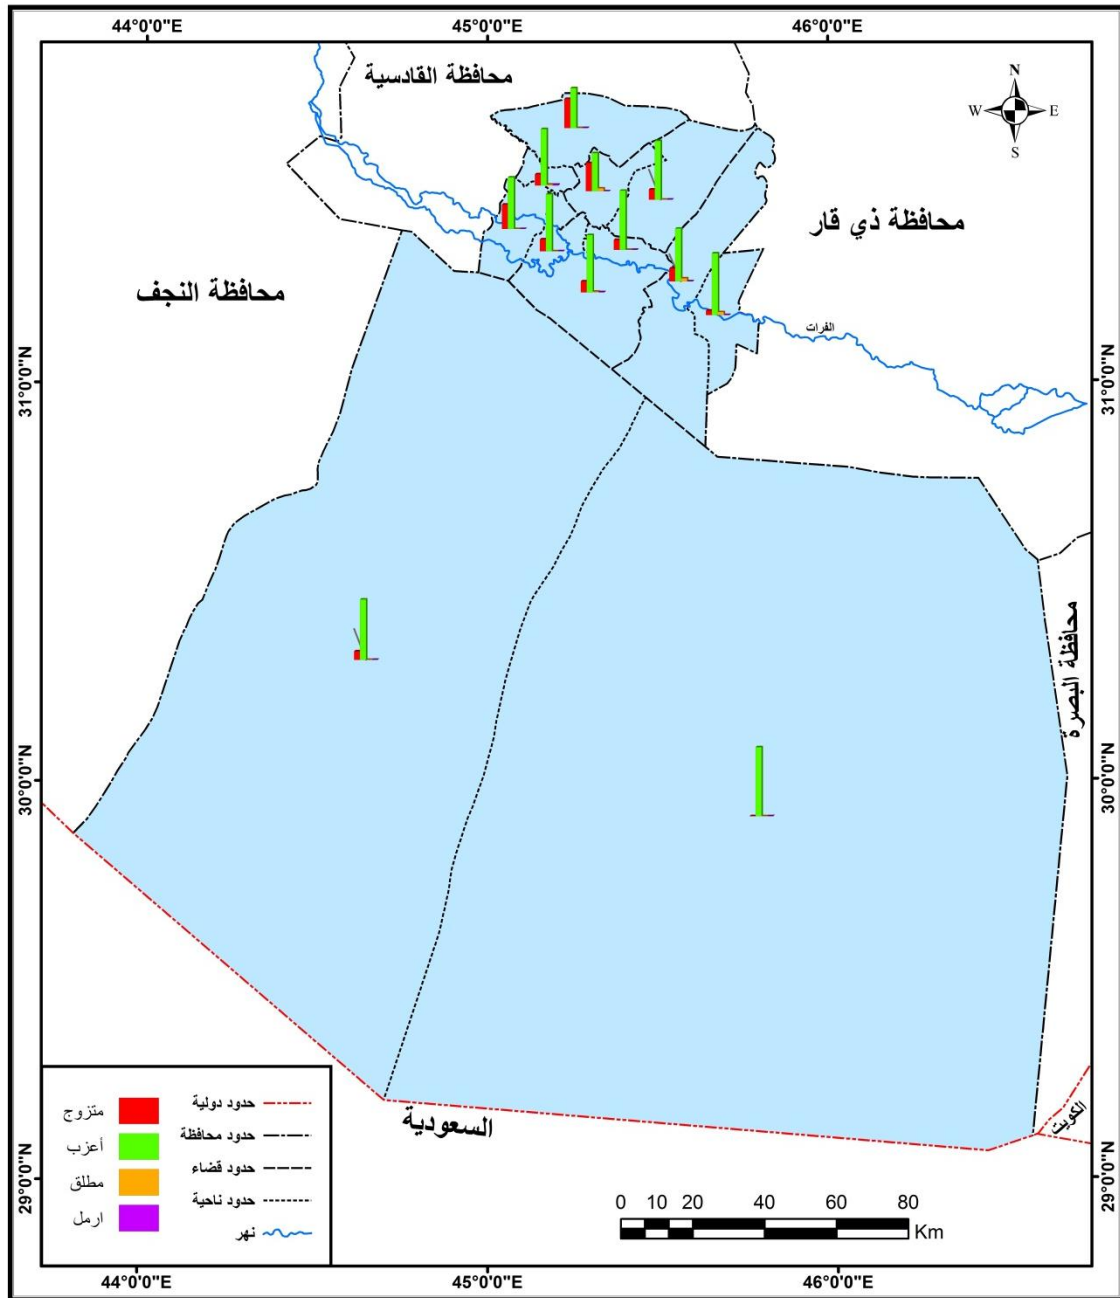 44°0'0"E
45°0'0"E
46°0'0"E
محافظة القادسية
N
W
E
S
محافظة ذي قار
محافظة النجف
الفرات
31°0'0"N
31°0'0"N
محافظة البصرة
30°0'0"N
30°0'0"N
السعودية
الكويت
29°0'0"N
29°0'0"N
حدود دولية
حدود محافظة
حدود قضاء
حدود ناحية
نهر
متزوج
أعزب
مطلق
ارمل
0 10 20 40 60 80
Km
44°0'0"E
45°0'0"E
46°0'0"E